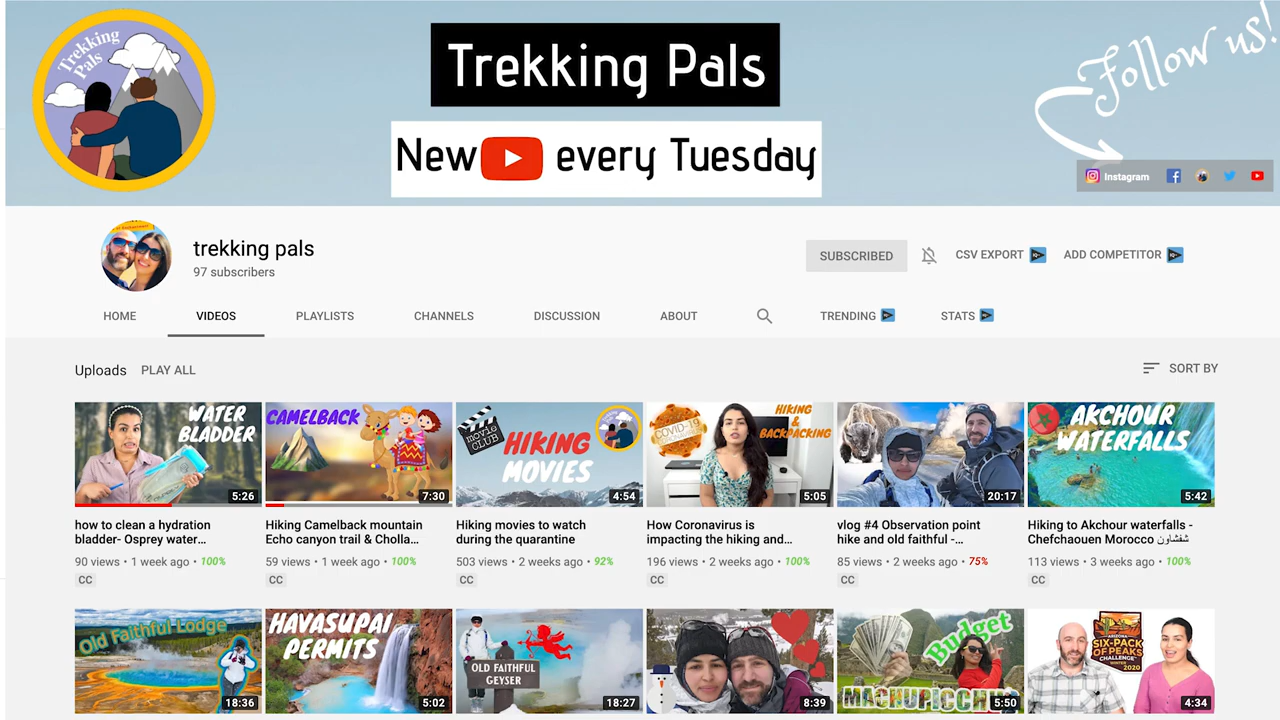 Trekking
Pals
Trekking Pals
New every Tuesday
Follow us!
Instagram
trekking pals
97 subscribers
SUBSCRIBED
CSV EXPORT
ADD COMPETITOR
HOME
VIDEOS
PLAYLISTS
CHANNELS
DISCUSSION
ABOUT
TRENDING
STATS
Uploads
PLAY ALL
SORT BY
WATER
BLADDER
5:26
CAMELBACK
7:30
MOVIE
CLUB
HIKING
MOVIES
4:54
COVID-19
HIKING
&
BACKPACKING
5:05
20:17
AKCHOUR
WATERFALLS
5:42
how to clean a hydration
bladder- Osprey water…
90 views • 1 week ago • 100%
CC
Hiking Camelback mountain
Echo canyon trail & Cholla…
59 views • 1 week ago • 100%
CC
Hiking movies to watch
during the quarantine
503 views • 2 weeks ago • 92%
CC
How Coronavirus is
impacting the hiking and…
196 views • 2 weeks ago • 100%
CC
vlog #4 Observation point
hike and old faithful -…
85 views • 2 weeks ago • 75%
CC
Hiking to Akchour waterfalls -
Chefchaouen Morocco شفشاون
113 views • 3 weeks ago • 100%
CC
Old Faithful Lodge
18:36
HAVASUPAI
PERMITS
5:02
OLD FAITHFUL
GEYSER
18:27
8:39
Budget
MACHUPICCHU
5:50
ARIZONA
SIX-PACK
OF PEAKS
CHALLENGE
WINTER
2020
4:34